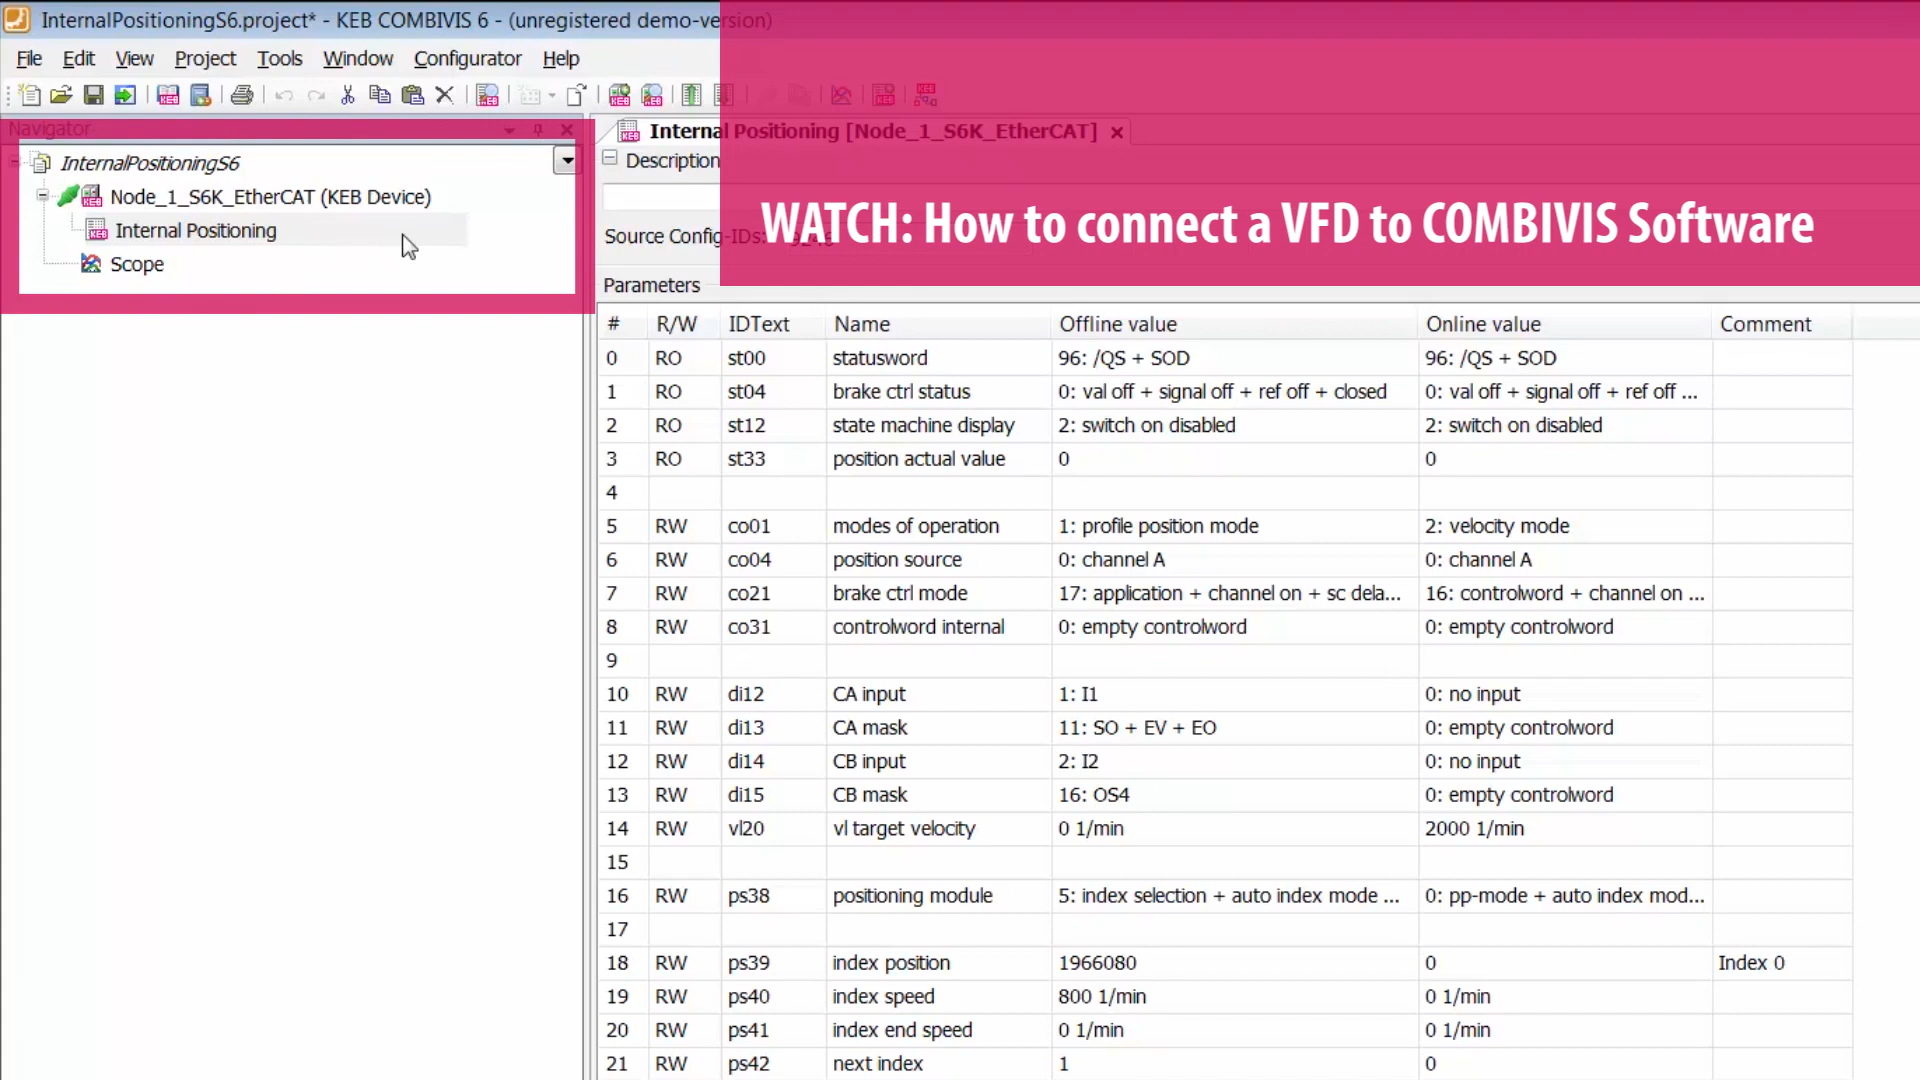 InternalPositioningS6.project* - KEB COMBIVIS 6 - (unregistered demo-version)
File Edit View Project Tools Window Configurator Help
Navigator
Internal Positioning [Node_1_S6K_EtherCAT]
InternalPositioningS6
Description
Node_1_S6K_EtherCAT (KEB Device)
WATCH: How to connect a VFD to COMBIVIS Software
Internal Positioning
Source Config-IDs:
Scope
Parameters
# R/W IDText Name Offline value Online value Comment
0 RO st00 statusword 96: /QS + SOD 96: /QS + SOD
1 RO st04 brake ctrl status 0: val off + signal off + ref off + closed 0: val off + signal off + ref off ...
2 RO st12 state machine display 2: switch on disabled 2: switch on disabled
3 RO st33 position actual value 0 0
4
5 RW co01 modes of operation 1: profile position mode 2: velocity mode
6 RW co04 position source 0: channel A 0: channel A
7 RW co21 brake ctrl mode 17: application + channel on + sc dela... 16: controlword + channel on ...
8 RW co31 controlword internal 0: empty controlword 0: empty controlword
9
10 RW di12 CA input 1: I1 0: no input
11 RW di13 CA mask 11: SO + EV + EO 0: empty controlword
12 RW di14 CB input 2: I2 0: no input
13 RW di15 CB mask 16: OS4 0: empty controlword
14 RW vl20 vl target velocity 0 1/min 2000 1/min
15
16 RW ps38 positioning module 5: index selection + auto index mode ... 0: pp-mode + auto index mod...
17
18 RW ps39 index position 1966080 0 Index 0
19 RW ps40 index speed 800 1/min 0 1/min
20 RW ps41 index end speed 0 1/min 0 1/min
21 RW ps42 next index 1 0